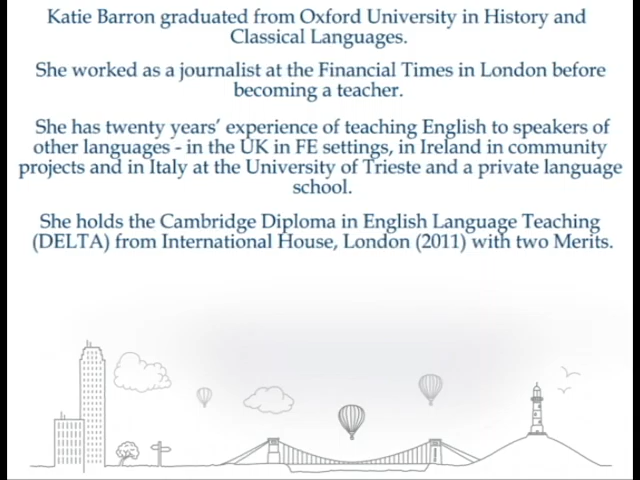 Katie Barron graduated from Oxford University in History and
Classical Languages.
She worked as a journalist at the Financial Times in London before
becoming a teacher.
She has twenty years’ experience of teaching English to speakers of
other languages - in the UK in FE settings, in Ireland in community
projects and in Italy at the University of Trieste and a private language
school.
She holds the Cambridge Diploma in English Language Teaching
(DELTA) from International House, London (2011) with two Merits.